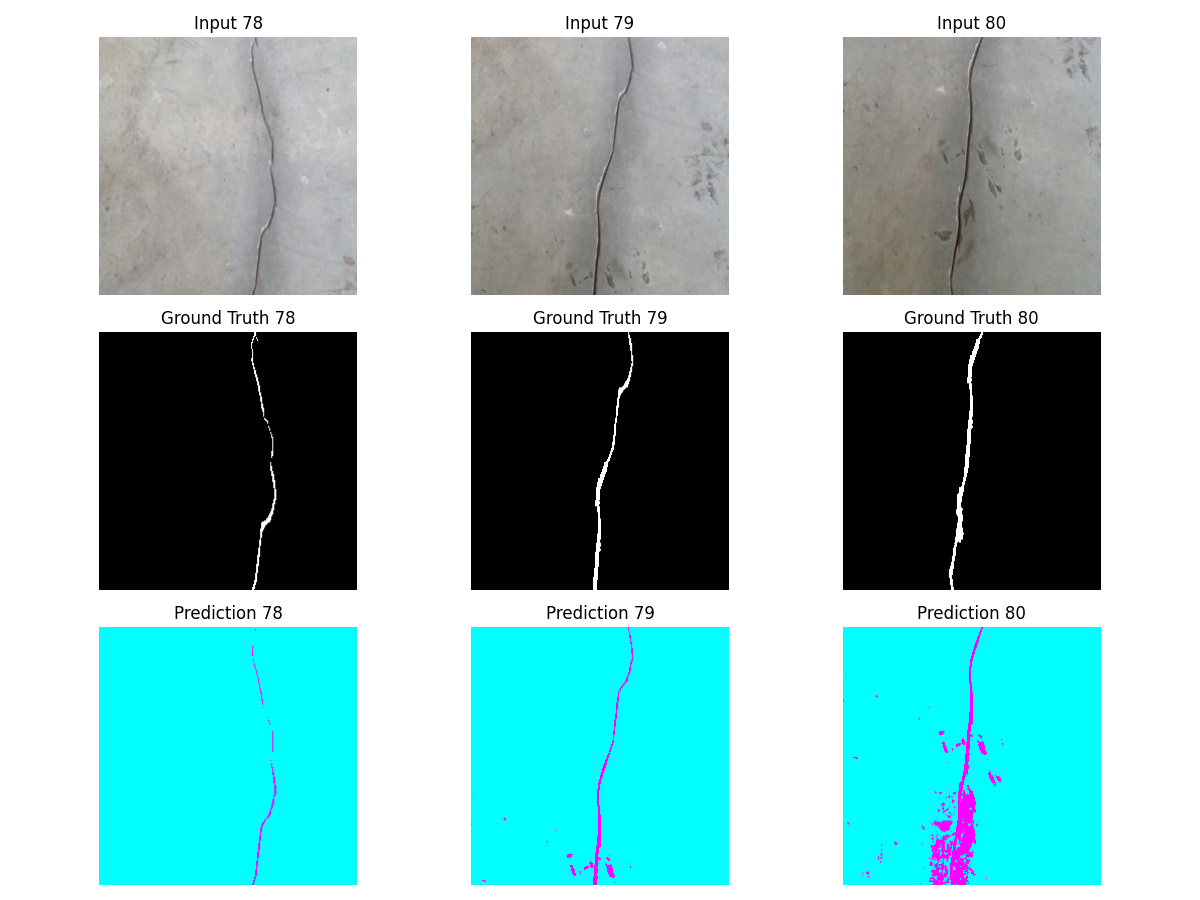 Input 78
Input 79
Input 80
Ground Truth 78
Ground Truth 79
Ground Truth 80
Prediction 78
Prediction 79
Prediction 80